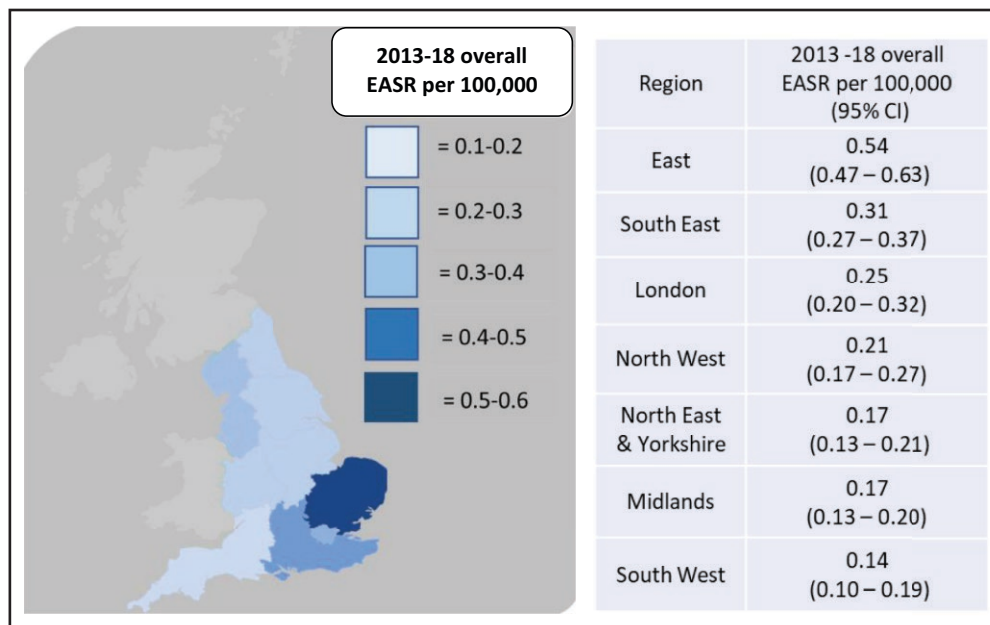 2013-18 overall
EASR per 100,000
= 0.1-0.2
= 0.2-0.3
= 0.3-0.4
= 0.4-0.5
= 0.5-0.6
Region
2013 -18 overall
EASR per 100,000
(95% CI)
East
0.54
(0.47 – 0.63)
South East
0.31
(0.27 – 0.37)
London
0.25
(0.20 – 0.32)
North West
0.21
(0.17 – 0.27)
North East
& Yorkshire
0.17
(0.13 – 0.21)
Midlands
0.17
(0.13 – 0.20)
South West
0.14
(0.10 – 0.19)